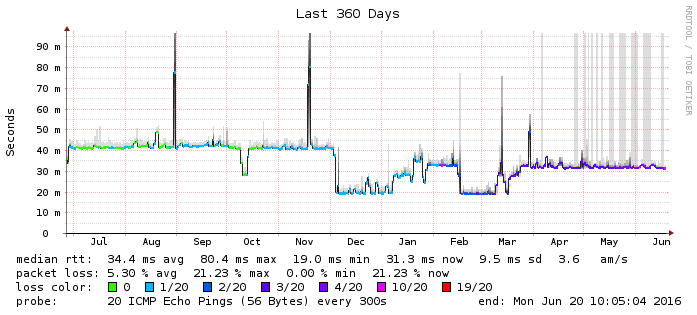 Last 360 Days
RRDTOOL / TOBI OETIKER
Seconds
90 m
80 m
70 m
60 m
50 m
40 m
30 m
20 m
10 m
0
Jul Aug Sep Oct Nov Dec Jan Feb Mar Apr May Jun
median rtt: 34.4 ms avg 80.4 ms max 19.0 ms min 31.3 ms now 9.5 ms sd 3.6 am/s
packet loss: 5.30 % avg 21.23 % max 0.00 % min 21.23 % now
loss color: 0 1/20 2/20 3/20 4/20 10/20 19/20
probe: 20 ICMP Echo Pings (56 Bytes) every 300s end: Mon Jun 20 10:05:04 2016